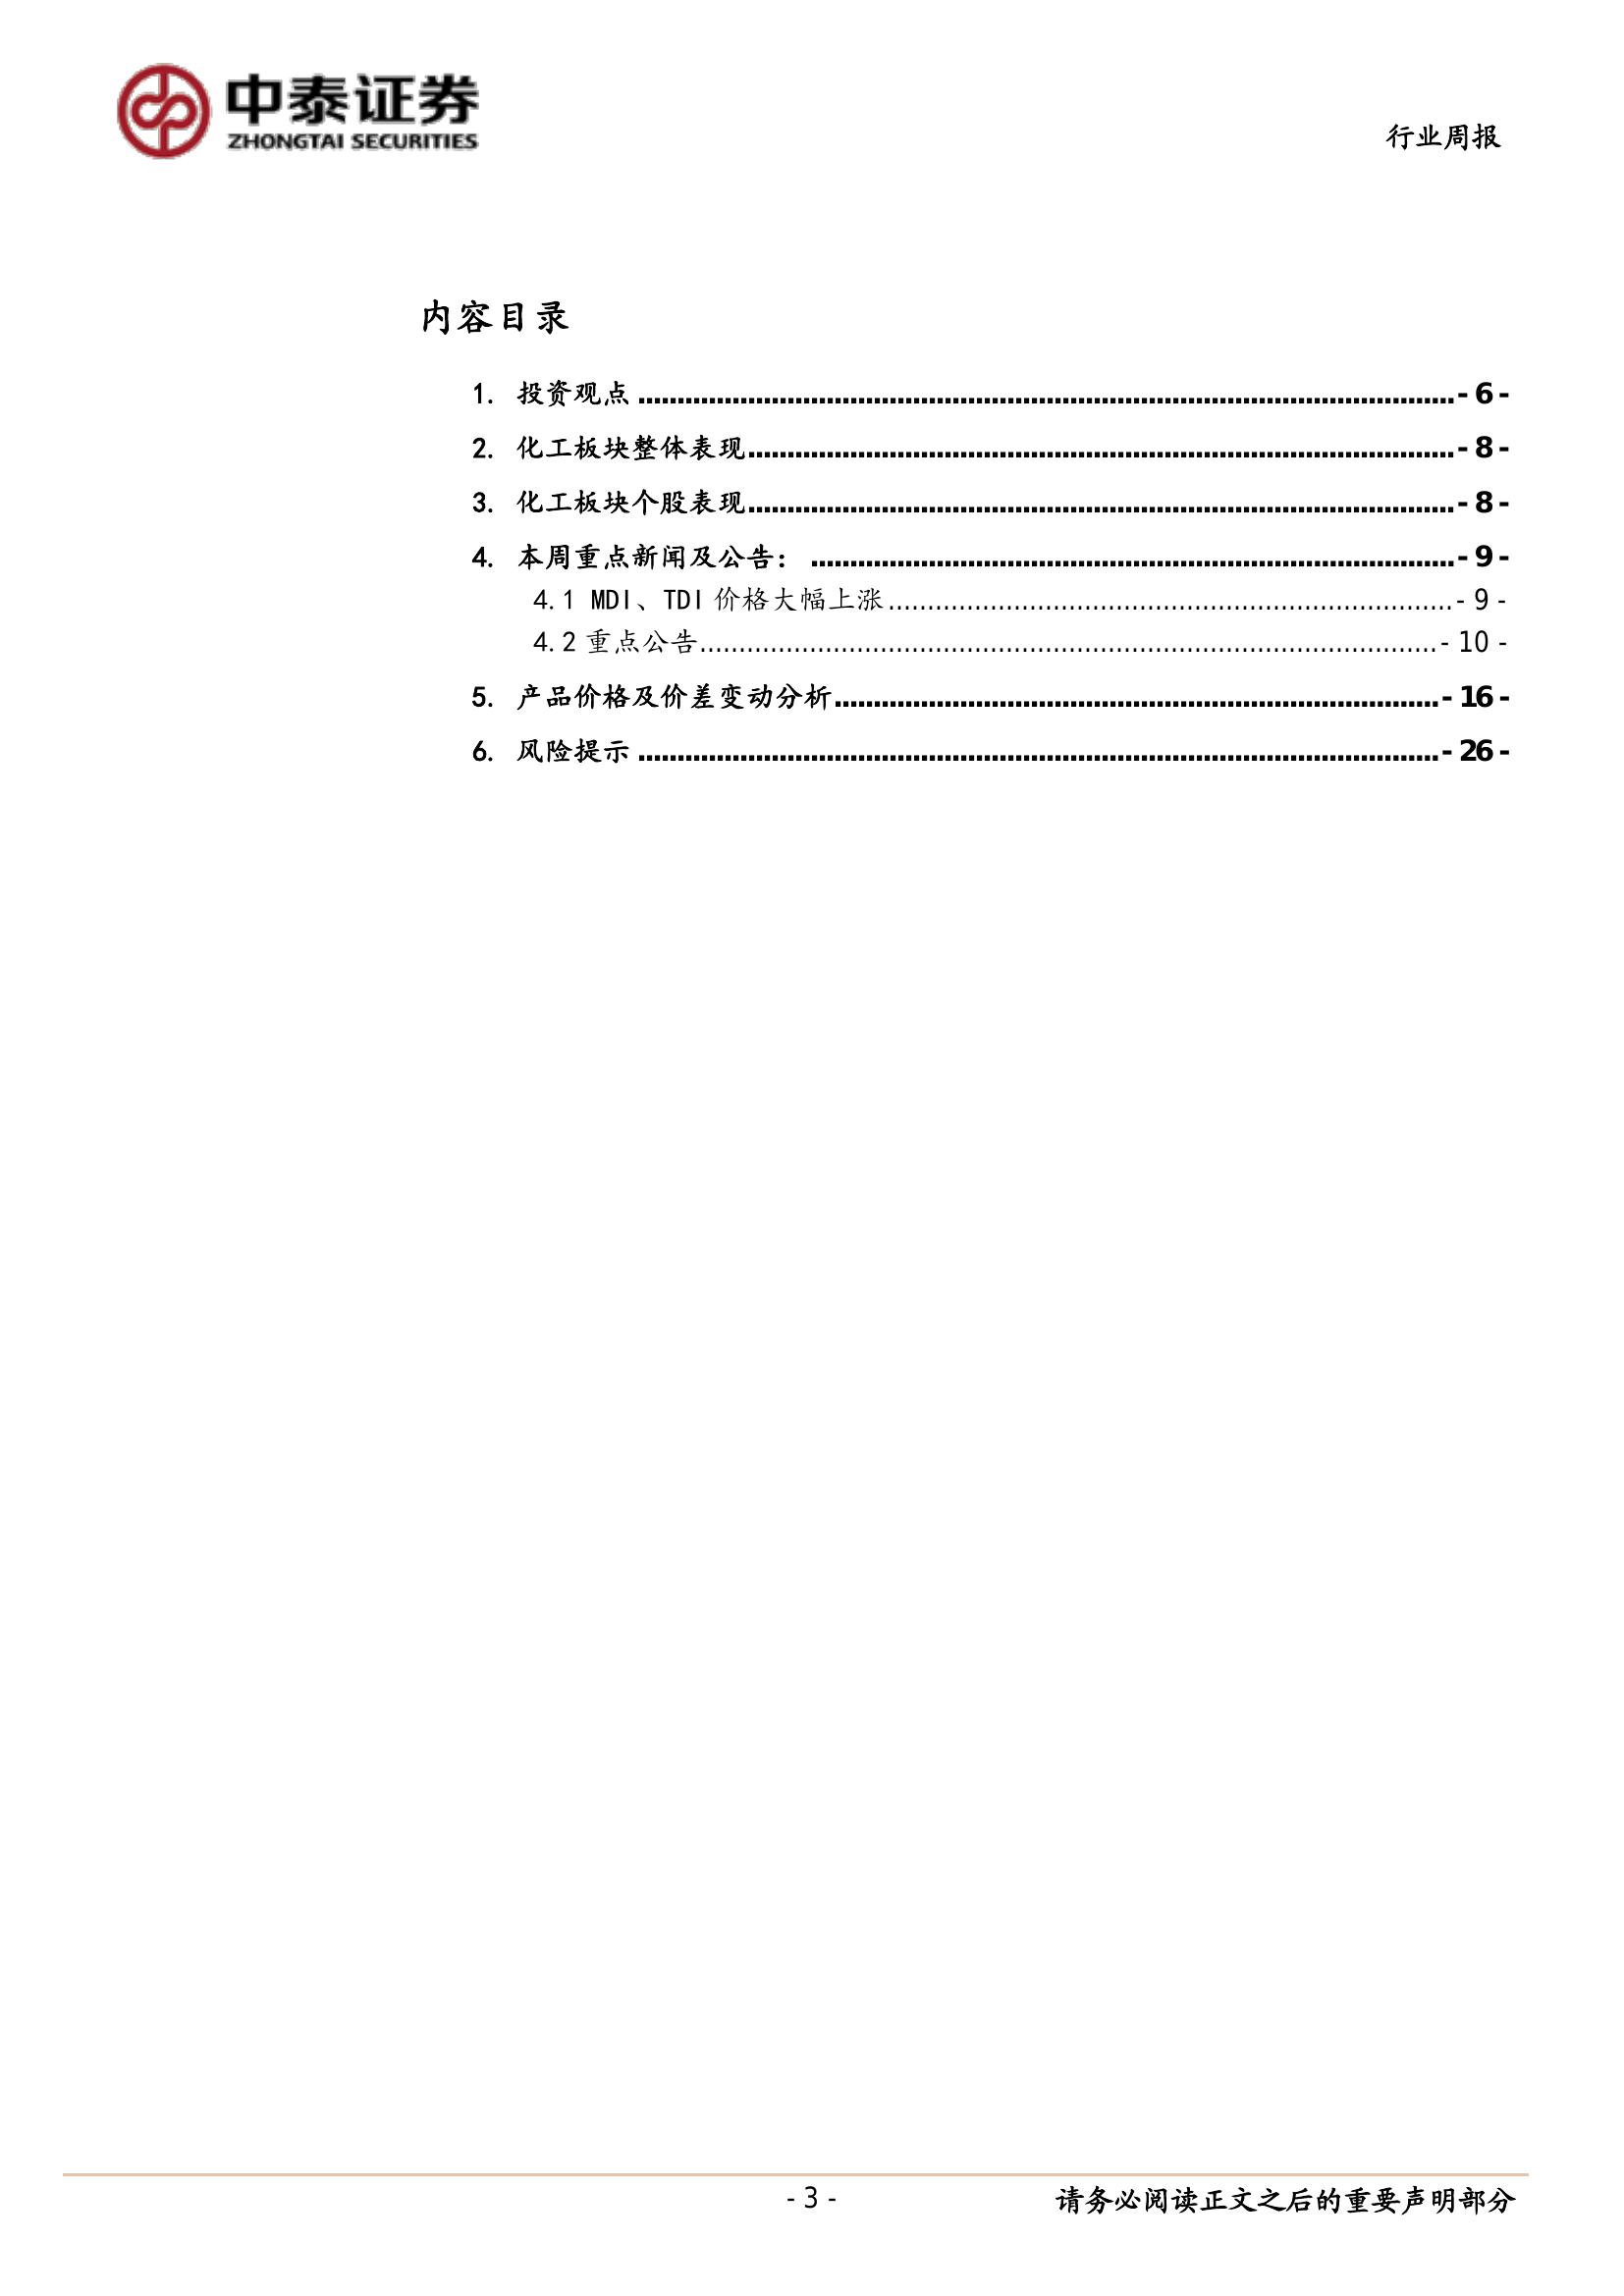 中泰证券
ZHONGTAI SECURITIES
行业周报
内容目录
1. 投资观点 ................................................................ - 6 -
2. 化工板块整体表现 ................................................................ - 8 -
3. 化工板块个股表现 ................................................................ - 8 -
4. 本周重点新闻及公告： ................................................................ - 9 -
4.1 MDI、TDI 价格大幅上涨 ................................................................ - 9 -
4.2 重点公告 ................................................................ - 10 -
5. 产品价格及价差变动分析 ................................................................ - 16 -
6. 风险提示 ................................................................ - 26 -
- 3 -
请务必阅读正文之后的重要声明部分